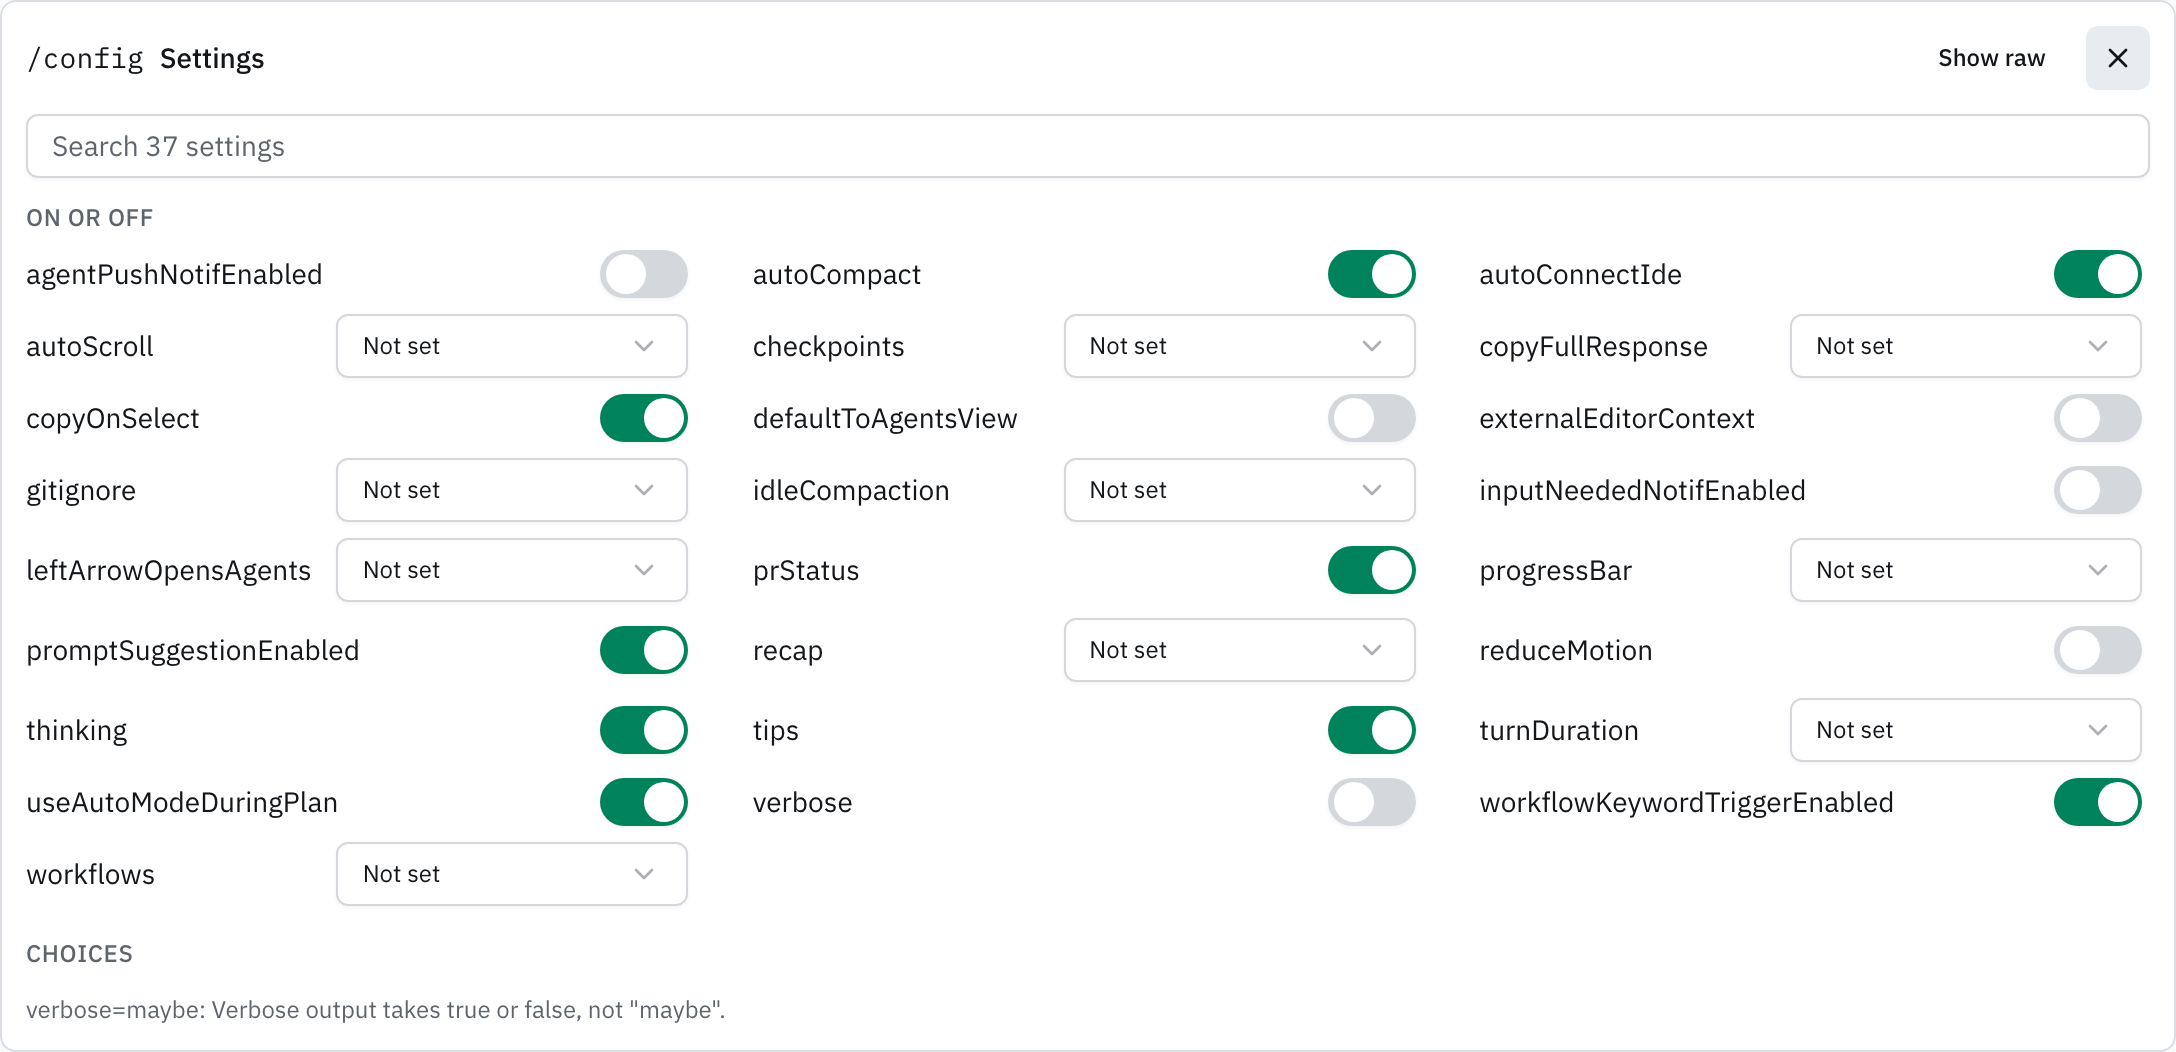 /config Settings Show raw
Search 37 settings
ON OR OFF
agentPushNotifEnabled autoCompact autoConnectIde
autoScroll Not set checkpoints Not set copyFullResponse Not set
copyOnSelect defaultToAgentsView externalEditorContext
gitignore Not set idleCompaction Not set inputNeededNotifEnabled
leftArrowOpensAgents Not set prStatus progressBar Not set
promptSuggestionEnabled recap Not set reduceMotion
thinking tips turnDuration Not set
useAutoModeDuringPlan verbose workflowKeywordTriggerEnabled
workflows Not set
CHOICES
verbose=maybe: Verbose output takes true or false, not "maybe".